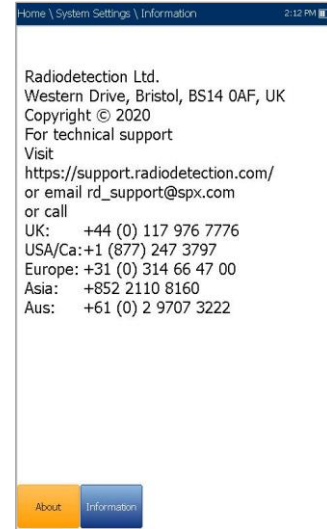 Home \ System Settings \ Information 2:12 PM
Radiodetection Ltd.
Western Drive, Bristol, BS14 0AF, UK
Copyright © 2020
For technical support
Visit
https://support.radiodetection.com/
or email rd_support@spx.com
or call
UK: +44 (0) 117 976 7776
USA/Ca:+1 (877) 247 3797
Europe: +31 (0) 314 66 47 00
Asia: +852 2110 8160
Aus: +61 (0) 2 9707 3222
About Information